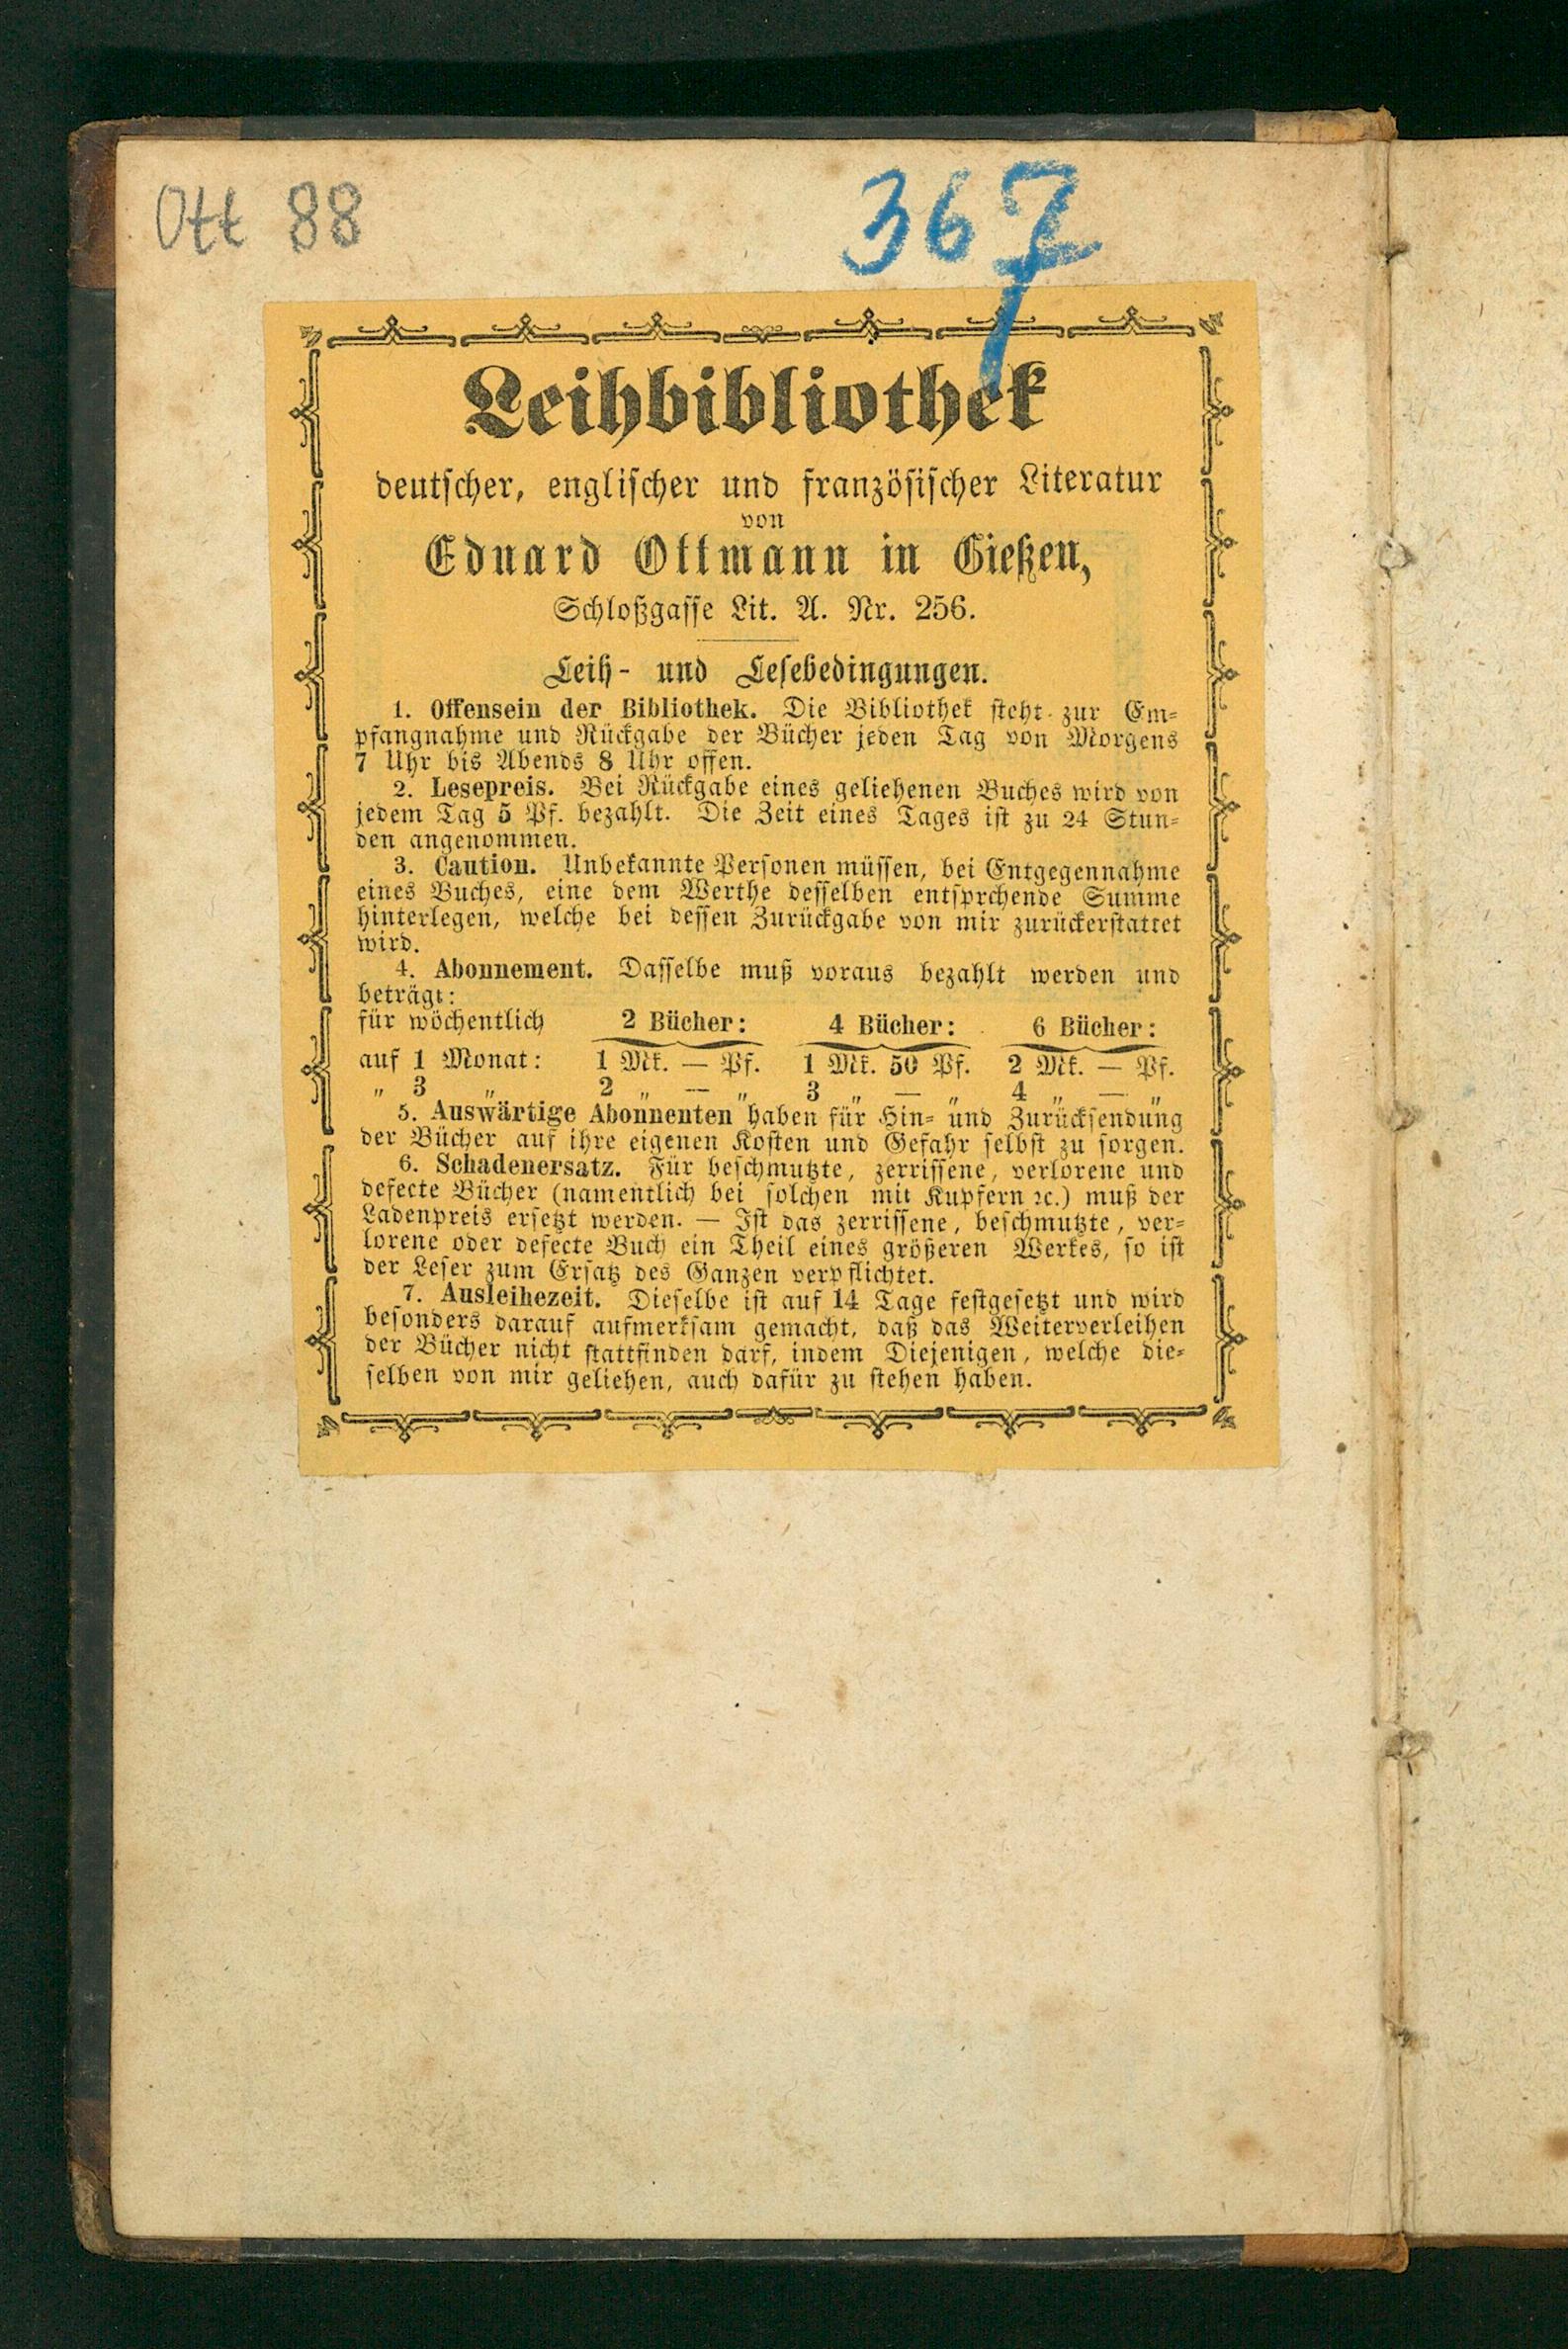 Ott 88
367
Leihbibliothek
deutscher, englischer und französischer Literatur
von
Eduard Ottmann in Gießen,
Schloßgasse Lit. A. Nr. 256.
Leih- und Lesebedingungen.
1. Offensein der Bibliothek. Die Bibliothek steht zur Em-
pfangnahme und Rückgabe der Bücher jeden Tag von Morgens
7 Uhr bis Abends 8 Uhr offen.
2. Lesepreis. Bei Rückgabe eines geliehenen Buches wird von
jedem Tag 5 Pf. bezahlt. Die Zeit eines Tages ist zu 24 Stun-
den angenommen.
3. Caution. Unbekannte Personen müssen, bei Entgegennahme
eines Buches, eine dem Werthe desselben entsprchende Summe
hinterlegen, welche bei dessen Zurückgabe von mir zurückerstattet
wird.
4. Abonnement. Dasselbe muß voraus bezahlt werden und
beträgt:
für wöchentlich 2 Bücher: 4 Bücher: 6 Bücher:
auf 1 Monat: 1 Mk. — Pf. 1 Mk. 50 Pf. 2 Mk. — Pf.
„ 3 „ 2 „ — „ 3 „ — „ 4 „ — „
5. Auswärtige Abonnenten haben für Hin- und Zurücksendung
der Bücher auf ihre eigenen Kosten und Gefahr selbst zu sorgen.
6. Schadenersatz. Für beschmutzte, zerrissene, verlorene und
defecte Bücher (namentlich bei solchen mit Kupfern ꝛc.) muß der
Ladenpreis ersetzt werden. — Ist das zerrissene, beschmutzte, ver-
lorene oder defecte Buch ein Theil eines größeren Werkes, so ist
der Leser zum Ersatz des Ganzen verpflichtet.
7. Ausleihezeit. Dieselbe ist auf 14 Tage festgesetzt und wird
besonders darauf aufmerksam gemacht, daß das Weiterverleihen
der Bücher nicht stattfinden darf, indem Diejenigen, welche die-
selben von mir geliehen, auch dafür zu stehen haben.